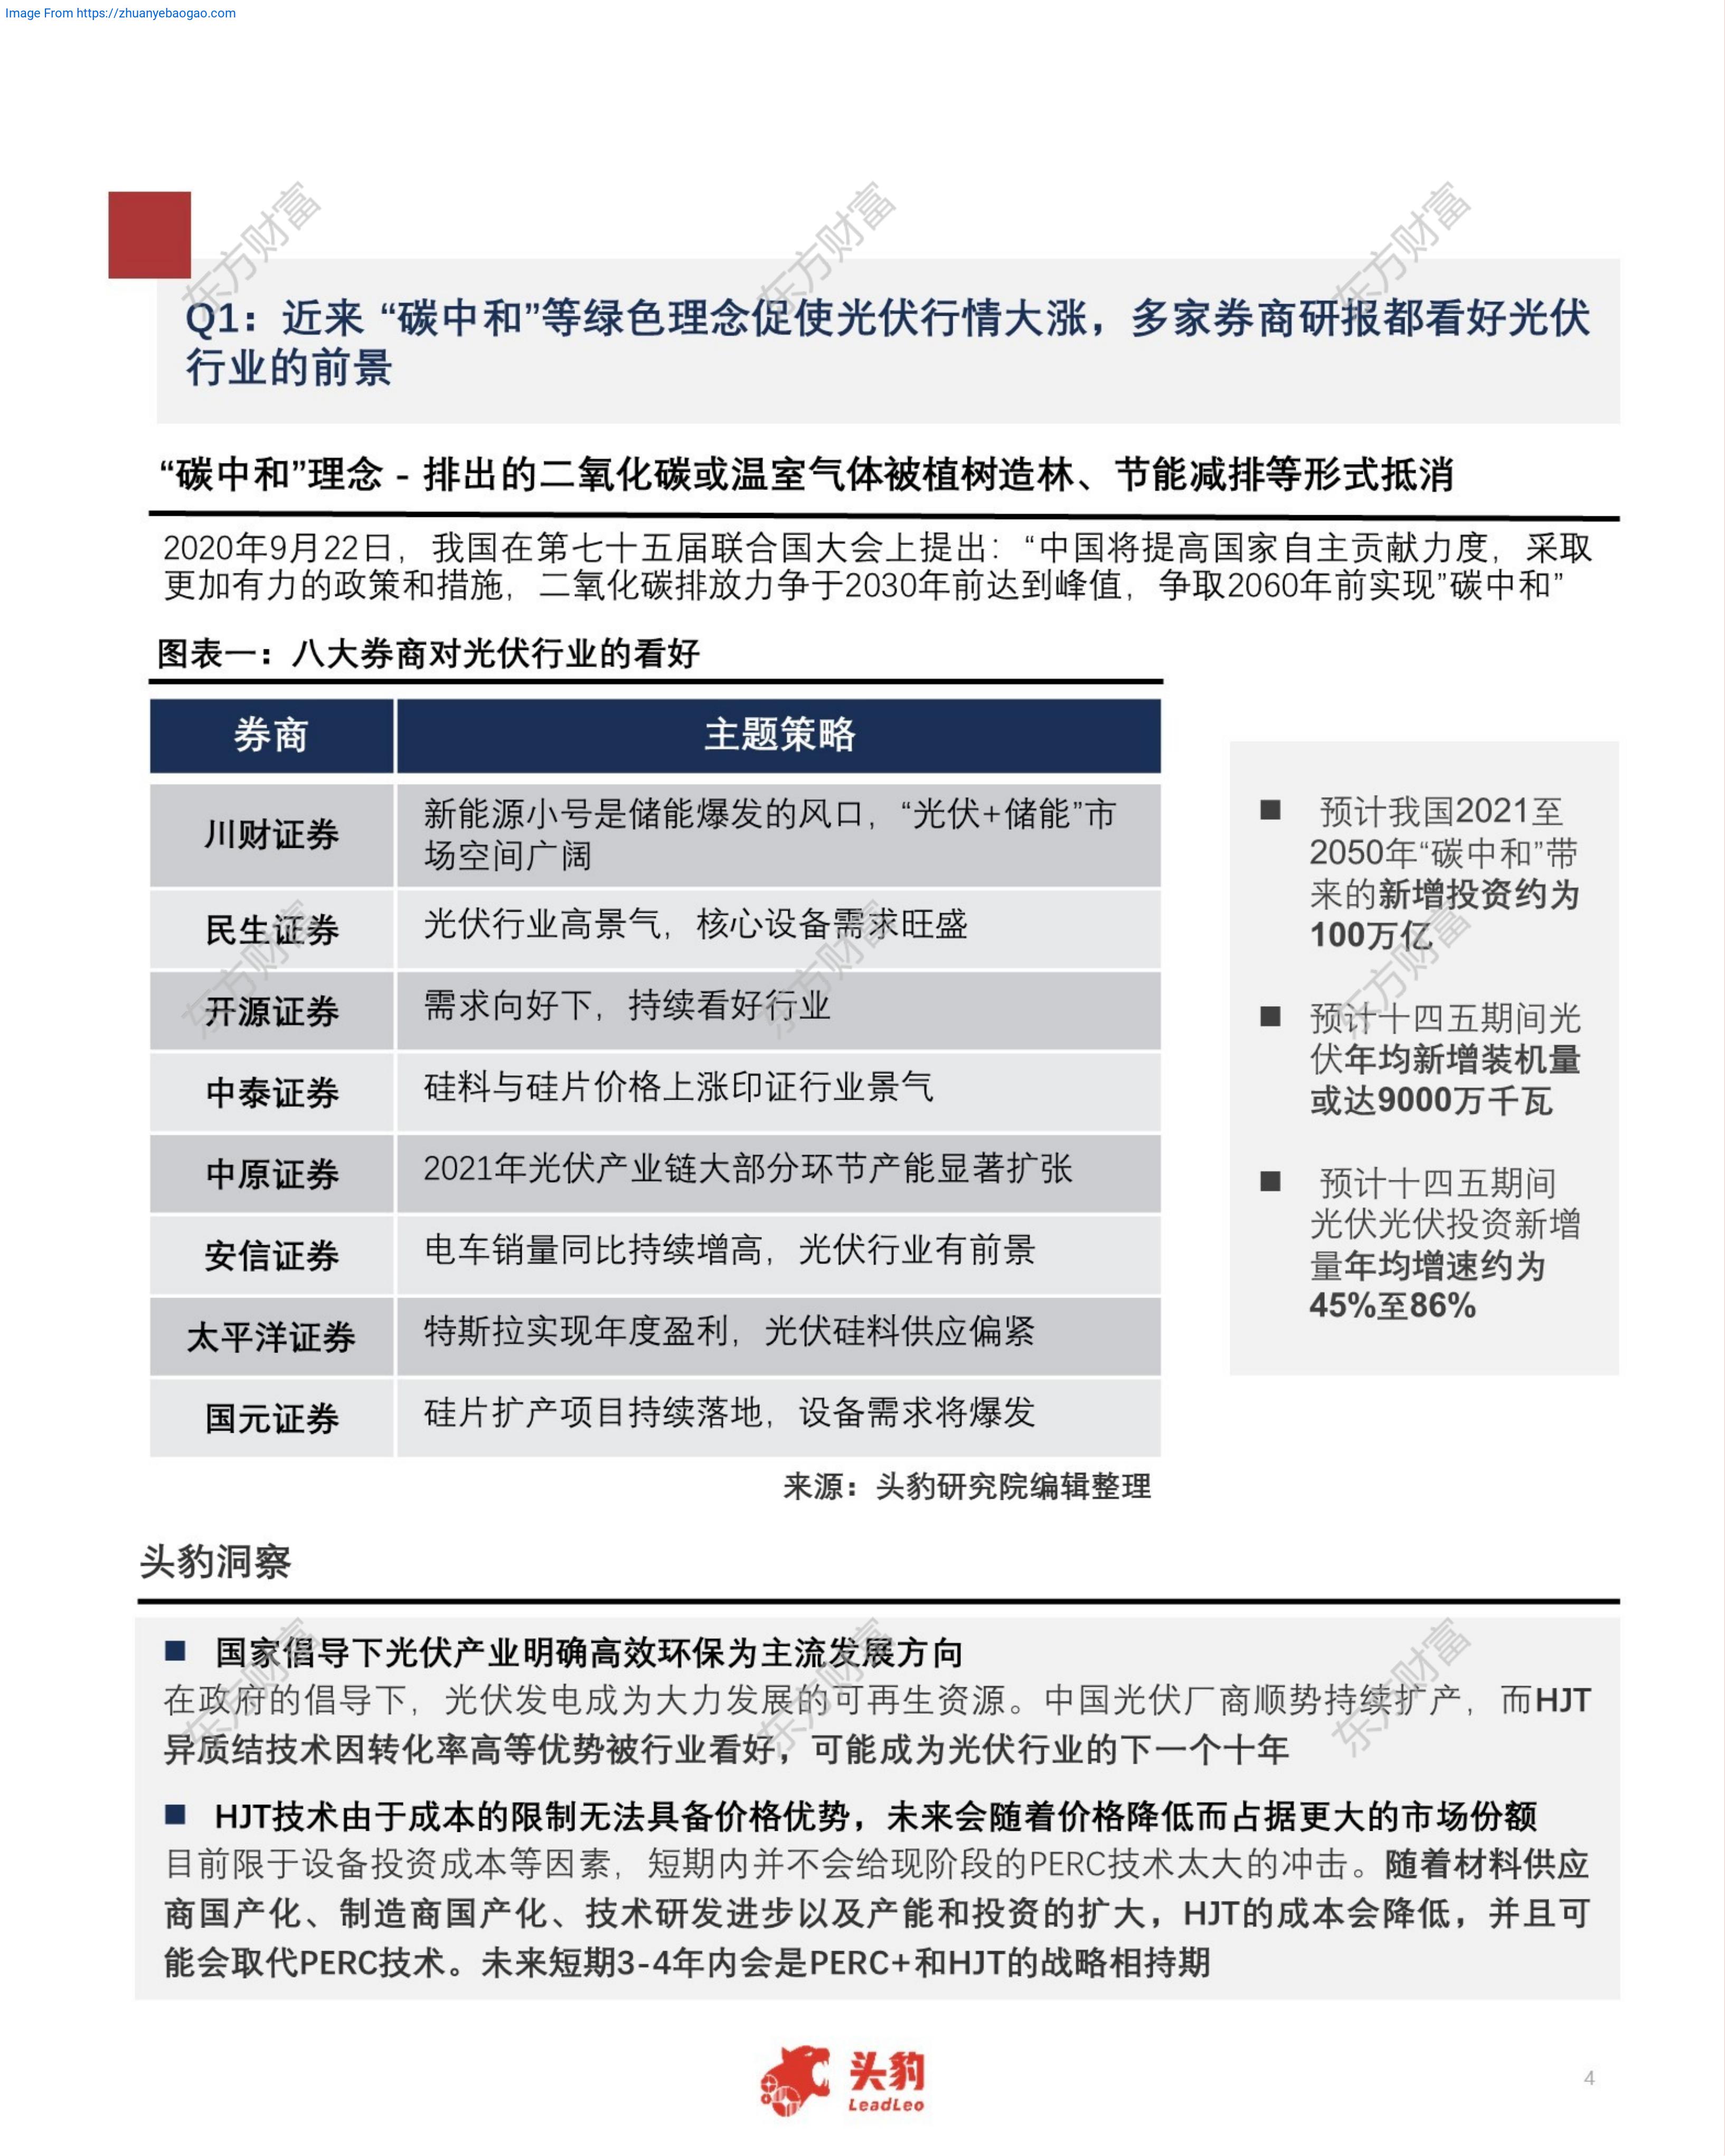 Image From https://zhuanyebaogao.com
Q1：近来 “碳中和”等绿色理念促使光伏行情大涨，多家券商研报都看好光伏
行业的前景
“碳中和”理念 - 排出的二氧化碳或温室气体被植树造林、节能减排等形式抵消
2020年9月22日，我国在第七十五届联合国大会上提出：“中国将提高国家自主贡献力度，采取
更加有力的政策和措施，二氧化碳排放力争于2030年前达到峰值，争取2060年前实现”碳中和”
图表一：八大券商对光伏行业的看好
券商 主题策略
川财证券 新能源小号是储能爆发的风口，“光伏+储能”市
场空间广阔
民生证券 光伏行业高景气，核心设备需求旺盛
开源证券 需求向好下，持续看好行业
中泰证券 硅料与硅片价格上涨印证行业景气
中原证券 2021年光伏产业链大部分环节产能显著扩张
安信证券 电车销量同比持续增高，光伏行业有前景
太平洋证券 特斯拉实现年度盈利，光伏硅料供应偏紧
国元证券 硅片扩产项目持续落地，设备需求将爆发
来源：头豹研究院编辑整理
■ 预计我国2021至
2050年“碳中和”带
来的新增投资约为
100万亿
■ 预计十四五期间光
伏年均新增装机量
或达9000万千瓦
■ 预计十四五期间
光伏光伏投资新增
量年均增速约为
45%至86%
头豹洞察
■ 国家倡导下光伏产业明确高效环保为主流发展方向
在政府的倡导下，光伏发电成为大力发展的可再生资源。中国光伏厂商顺势持续扩产，而HJT
异质结技术因转化率高等优势被行业看好，可能成为光伏行业的下一个十年
■ HJT技术由于成本的限制无法具备价格优势，未来会随着价格降低而占据更大的市场份额
目前限于设备投资成本等因素，短期内并不会给现阶段的PERC技术太大的冲击。随着材料供应
商国产化、制造商国产化、技术研发进步以及产能和投资的扩大，HJT的成本会降低，并且可
能会取代PERC技术。未来短期3-4年内会是PERC+和HJT的战略相持期
头豹
LeadLeo
4
东方财富
东方财富
东方财富
东方财富
东方财富
东方财富
东方财富
东方财富
东方财富